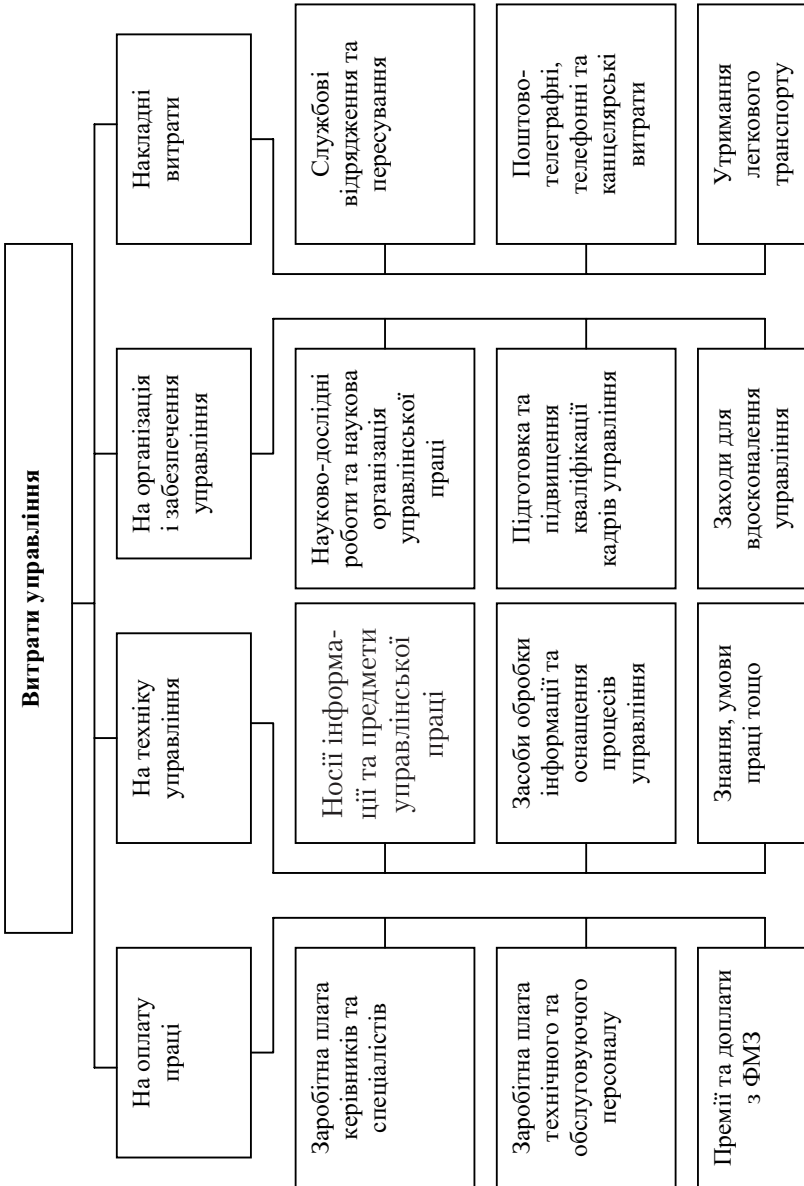 Витрати управління
На оплату
праці
На техніку
управління
На організація
і забезпечення
управління
Накладні
витрати
Заробітна плата
керівників та
спеціалістів
Носії інформа-
ції та предмети
управлінської
праці
Науково-дослідні
роботи та наукова
організація
управлінської
праці
Службові
відрядження та
пересування
Заробітна плата
технічного та
обслуговуючого
персоналу
Засоби обробки
інформації та
оснащення
процесів
управління
Підготовка та
підвищення
кваліфікації
кадрів управління
Поштово-
телеграфні,
телефонні та
канцелярські
витрати
Премії та доплати
з ФМЗ
Знання, умови
праці тощо
Заходи для
вдосконалення
управління
Утримання
легкового
транспорту